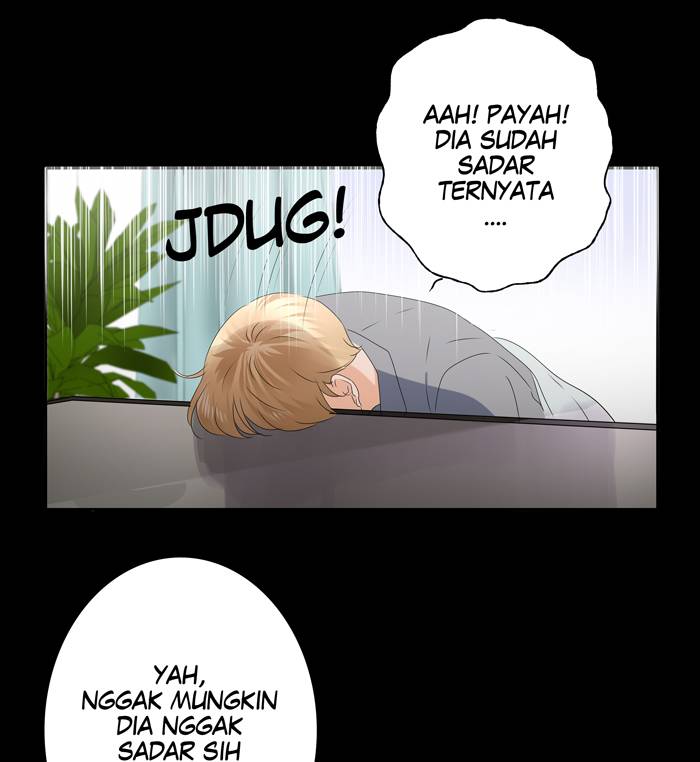 AAH! PAYAH!
DIA SUDAH
SADAR
TERNYATA
....
JDUG!
YAH,
NGGAK MUNGKIN
DIA NGGAK
SADAR SIH